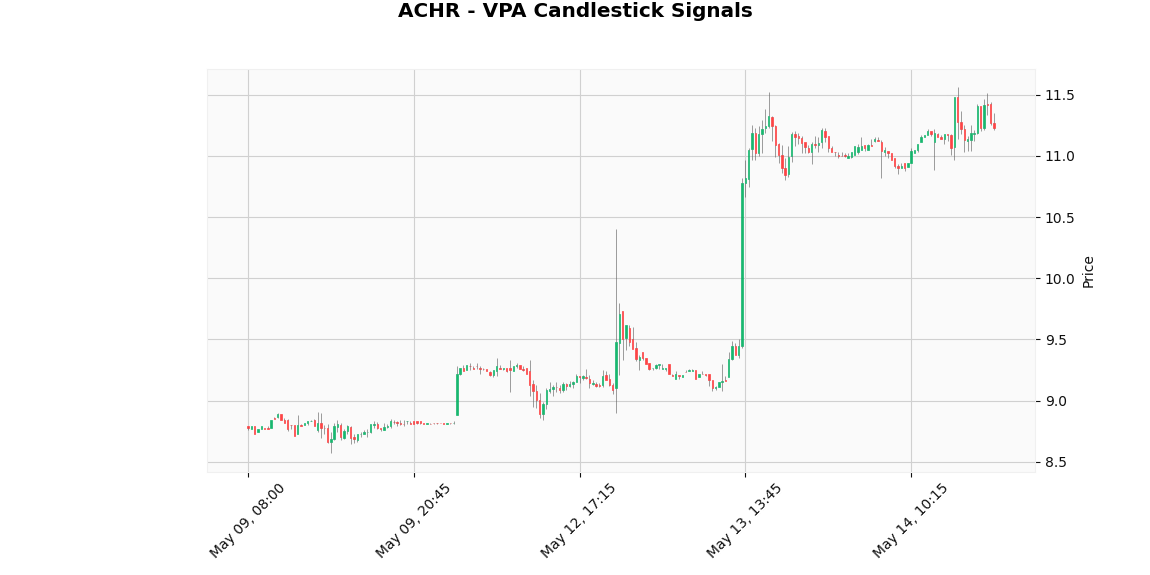 ACHR - VPA Candlestick Signals
11.5
11.0
10.5
10.0
9.5
9.0
8.5
Price
May 09, 08:00
May 09, 20:45
May 12, 17:15
May 13, 13:45
May 14, 10:15